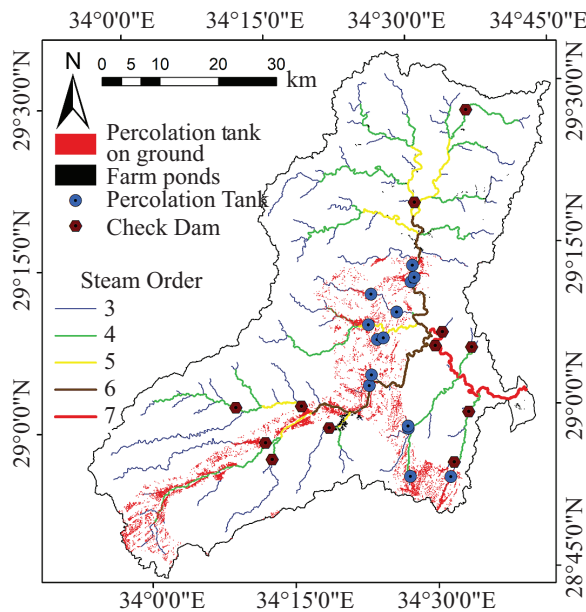 34°0'0"E 34°15'0"E 34°30'0"E 34°45'0"E
N
0 5 10 20 30
km
29°30'0"N
29°15'0"N
29°0'0"N
29°30'0"N
29°15'0"N
29°0'0"N
28°45'0"N
Percolation tank
on ground
Farm ponds
Percolation Tank
Check Dam
Steam Order
3
4
5
6
7
34°0'0"E 34°15'0"E 34°30'0"E